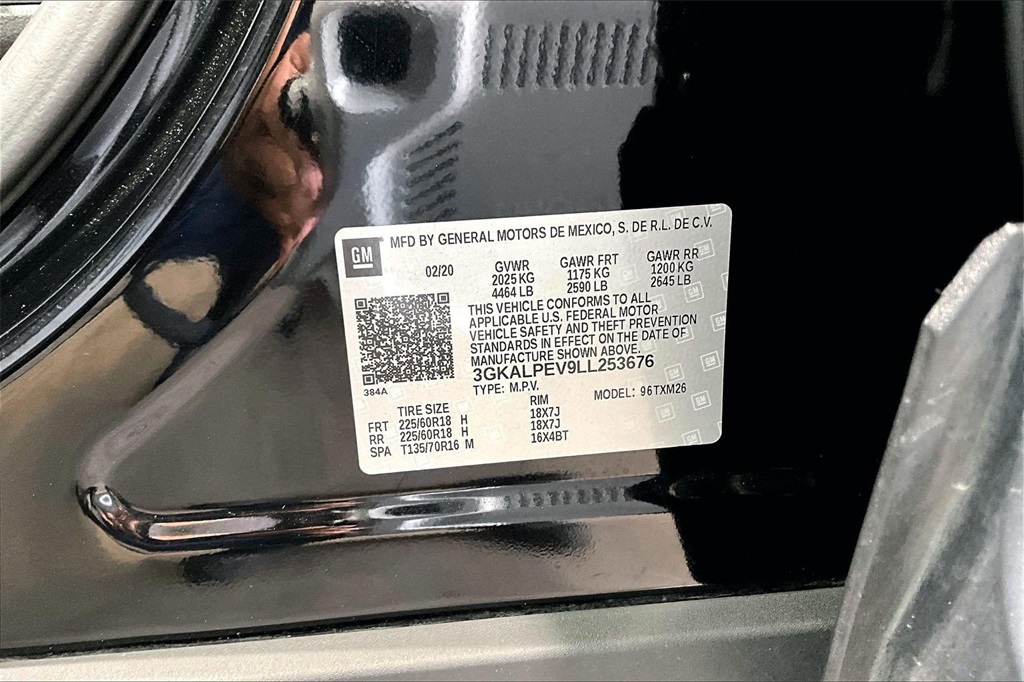 GM
MFD BY GENERAL MOTORS DE MEXICO, S. DE R.L. DE C.V.
02/20 GVWR GAWR FRT GAWR RR
2025 KG 1175 KG 1200 KG
4464 LB 2590 LB 2645 LB
THIS VEHICLE CONFORMS TO ALL
APPLICABLE U.S. FEDERAL MOTOR
VEHICLE SAFETY AND THEFT PREVENTION
STANDARDS IN EFFECT ON THE DATE OF
MANUFACTURE SHOWN ABOVE.
3GKALPEV9LL253676
384A
TYPE: M.P.V. MODEL: 96TXM26
TIRE SIZE RIM
FRT 225/60R18 H 18X7J
RR 225/60R18 H 18X7J
SPA T135/70R16 M 16X4BT